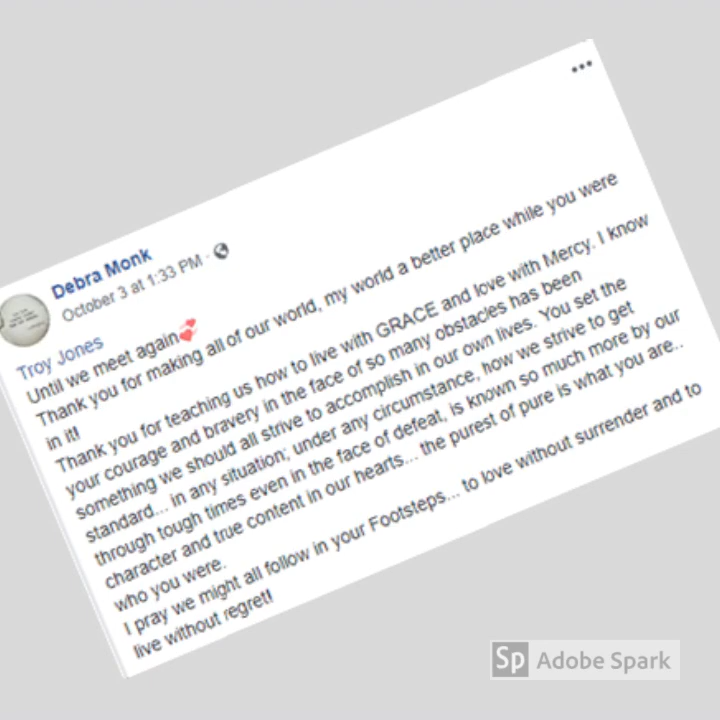 Debra Monk
October 3 at 1:33 PM ·
Troy Jones
Until we meet again💞
Thank you for making all of our world, my world a better place while you were
in it!
Thank you for teaching us how to live with GRACE and love with Mercy. I know
your courage and bravery in the face of so many obstacles has been
something we should all strive to accomplish in our own lives. You set the
standard... in any situation; under any circumstance, how we strive to get
through tough times even in the face of defeat, is known so much more by our
character and true content in our hearts... the purest of pure is what you are..
who you were.
I pray we might all follow in your Footsteps... to love without surrender and to
live without regret!
Sp Adobe Spark